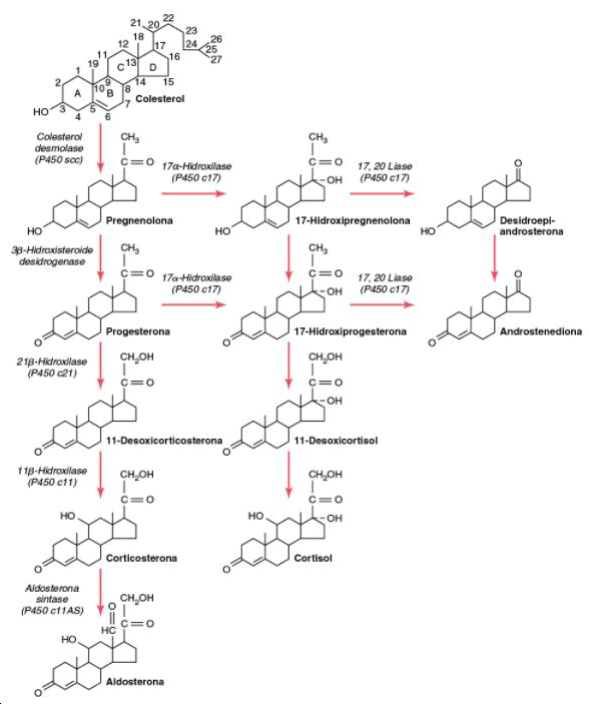 21 20 22
23
18
24 26
25
27
12 17
11 13 16
19 C D
1 9 14 15
2 10 8
A B
HO 3 5 7
4 6
Colesterol
Colesterol
desmolasa
(P450 scc)
CH3
C=O
HO
Pregnenolona
17α-Hidroxilase
(P450 c17)
CH3
C=O
OH
HO
17-Hidroxipregnenolona
17, 20 Liase
(P450 c17)
O
HO
Desidroepi-
androsterona
3β-Hidroxisteroide
desidrogenase
CH3
C=O
O
Progesterona
17α-Hidroxilase
(P450 c17)
CH3
C=O
OH
O
17-Hidroxiprogesterona
17, 20 Liase
(P450 c17)
O
O
Androstenediona
21β-Hidroxilase
(P450 c21)
CH2OH
C=O
O
11-Desoxicorticosterona
CH2OH
C=O
OH
O
11-Desoxicortisol
11β-Hidroxilase
(P450 c11)
CH2OH
C=O
HO
O
Corticosterona
CH2OH
C=O
HO
OH
O
Cortisol
Aldosterona
sintase
(P450 c11AS)
CH2OH
O
HC C=O
HO
O
Aldosterona